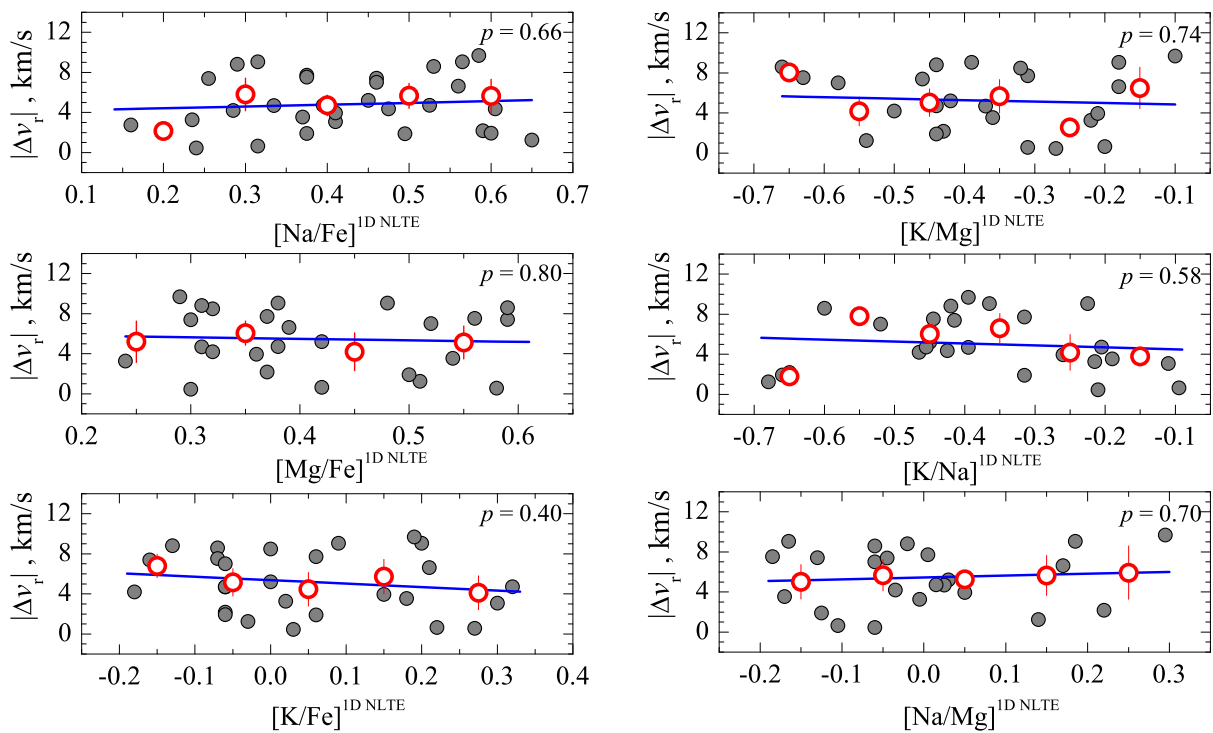 p = 0.66
|Δvr| , km/s
12
8
4
0
0.1 0.2 0.3 0.4 0.5 0.6 0.7
[Na/Fe]1D NLTE
p = 0.74
|Δvr| , km/s
12
8
4
0
-0.7 -0.6 -0.5 -0.4 -0.3 -0.2 -0.1
[K/Mg]1D NLTE
p = 0.80
|Δvr| , km/s
12
8
4
0
0.2 0.3 0.4 0.5 0.6
[Mg/Fe]1D NLTE
p = 0.58
|Δvr| , km/s
12
8
4
0
-0.7 -0.6 -0.5 -0.4 -0.3 -0.2 -0.1
[K/Na]1D NLTE
p = 0.40
|Δvr| , km/s
12
8
4
0
-0.2 -0.1 0.0 0.1 0.2 0.3 0.4
[K/Fe]1D NLTE
p = 0.70
|Δvr| , km/s
12
8
4
0
-0.2 -0.1 0.0 0.1 0.2 0.3
[Na/Mg]1D NLTE